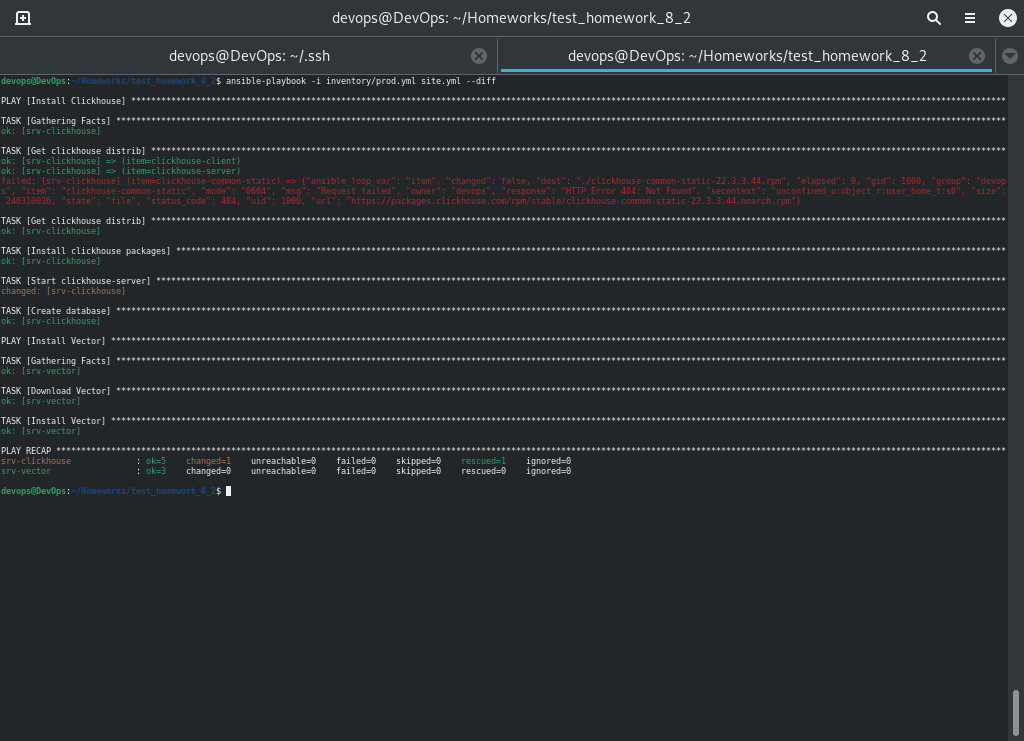 devops@DevOps: ~/Homeworks/test_homework_8_2
devops@DevOps: ~/.ssh
devops@DevOps: ~/Homeworks/test_homework_8_2
devops@DevOps:~/Homeworks/test_homework_8_2$ ansible-playbook -i inventory/prod.yml site.yml --diff
PLAY [Install Clickhouse] ******************************************************************************************************************************************************************************
TASK [Gathering Facts] *********************************************************************************************************************************************************************************
ok: [srv-clickhouse]
TASK [Get clickhouse distrib] **************************************************************************************************************************************************************************
ok: [srv-clickhouse] => (item=clickhouse-client)
ok: [srv-clickhouse] => (item=clickhouse-server)
failed: [srv-clickhouse] (item=clickhouse-common-static) => {"ansible_loop_var": "item", "changed": false, "dest": "./clickhouse-common-static-22.3.3.44.rpm", "elapsed": 0, "gid": 1000, "group": "devop
s", "item": "clickhouse-common-static", "mode": "0664", "msg": "Request failed", "owner": "devops", "response": "HTTP Error 404: Not Found", "secontext": "unconfined_u:object_r:user_home_t:s0", "size":
246310036, "state": "file", "status_code": 404, "uid": 1000, "url": "https://packages.clickhouse.com/rpm/stable/clickhouse-common-static-22.3.3.44.noarch.rpm"}
TASK [Get clickhouse distrib] **************************************************************************************************************************************************************************
ok: [srv-clickhouse]
TASK [Install clickhouse packages] *********************************************************************************************************************************************************************
ok: [srv-clickhouse]
TASK [Start clickhouse-server] *************************************************************************************************************************************************************************
changed: [srv-clickhouse]
TASK [Create database] *********************************************************************************************************************************************************************************
ok: [srv-clickhouse]
PLAY [Install Vector] **********************************************************************************************************************************************************************************
TASK [Gathering Facts] *********************************************************************************************************************************************************************************
ok: [srv-vector]
TASK [Download Vector] *********************************************************************************************************************************************************************************
ok: [srv-vector]
TASK [Install Vector] **********************************************************************************************************************************************************************************
ok: [srv-vector]
PLAY RECAP *********************************************************************************************************************************************************************************************
srv-clickhouse             : ok=5    changed=1    unreachable=0    failed=0    skipped=0    rescued=1    ignored=0
srv-vector                 : ok=3    changed=0    unreachable=0    failed=0    skipped=0    rescued=0    ignored=0
devops@DevOps:~/Homeworks/test_homework_8_2$